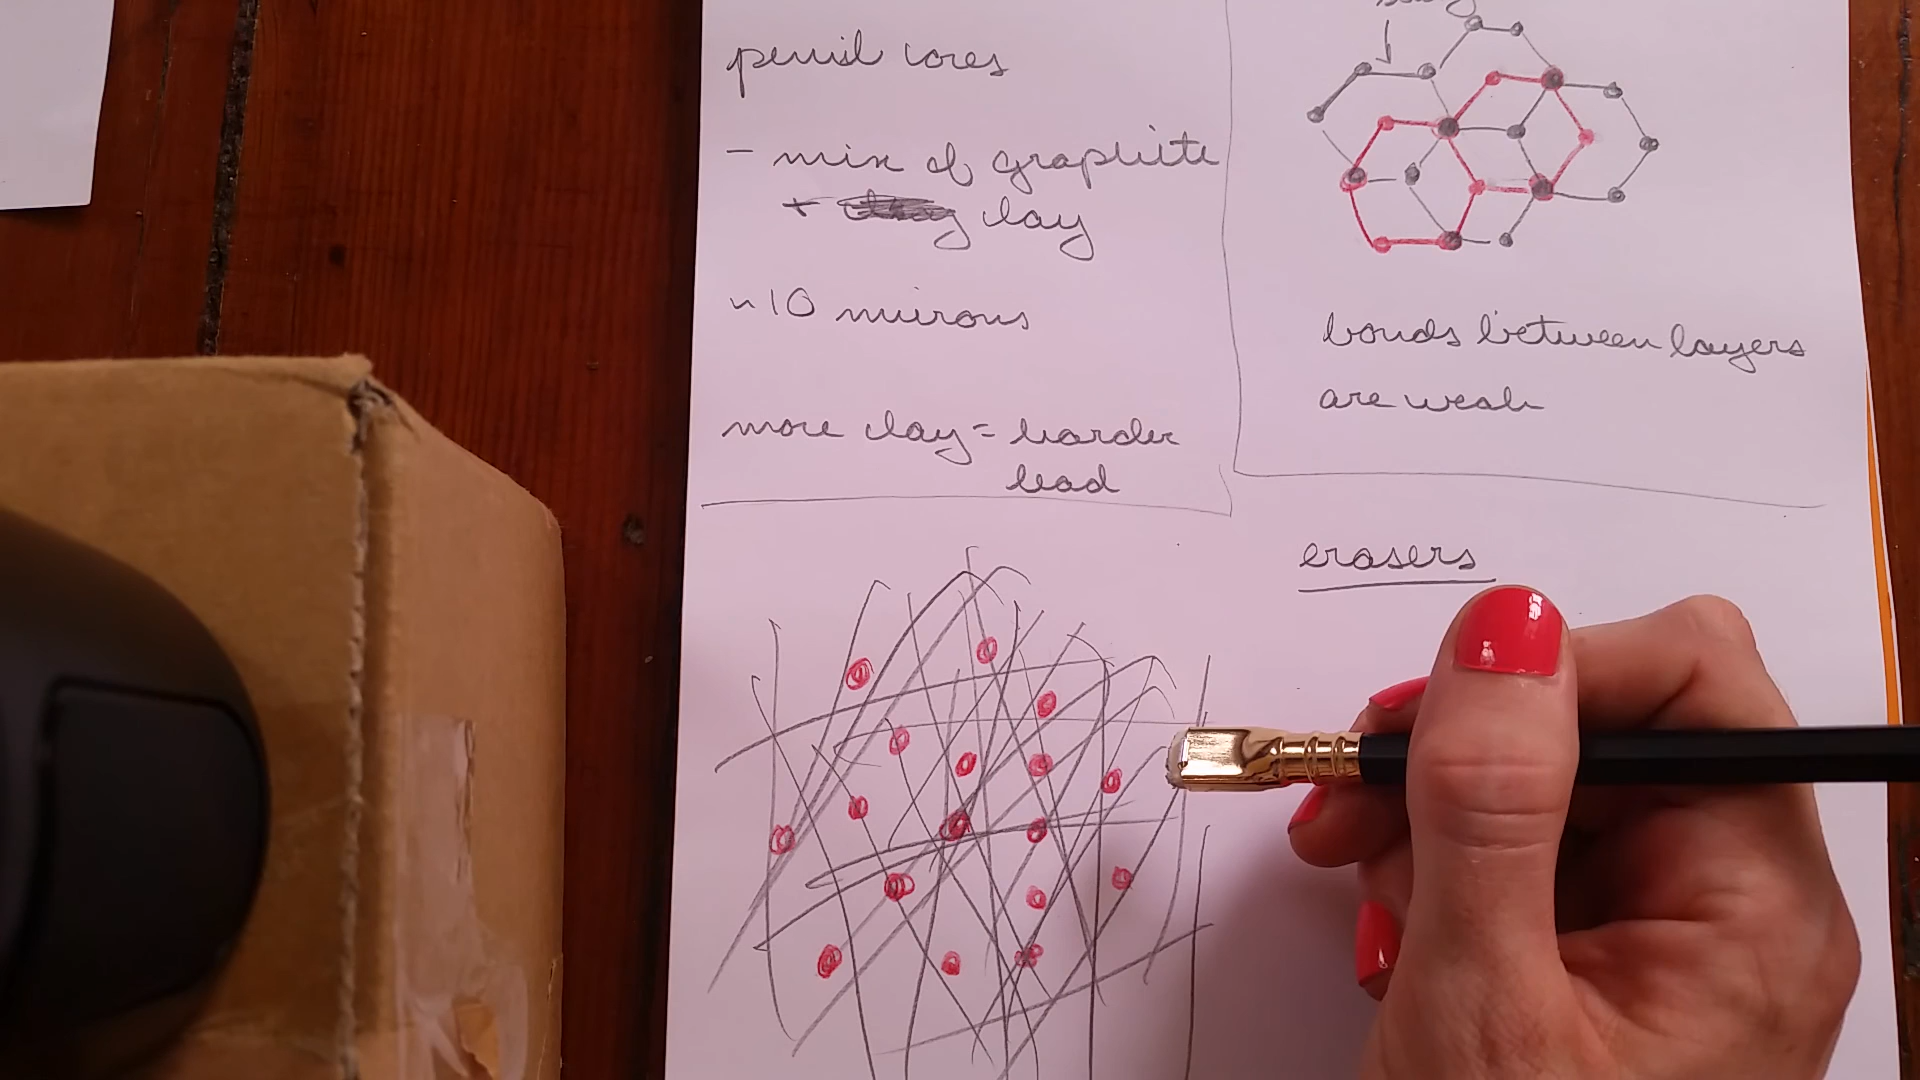 pencil cores
- mix of graphite
+ clay
~10 microns
more clay = harder
lead
bonds between layers
are weak
erasers